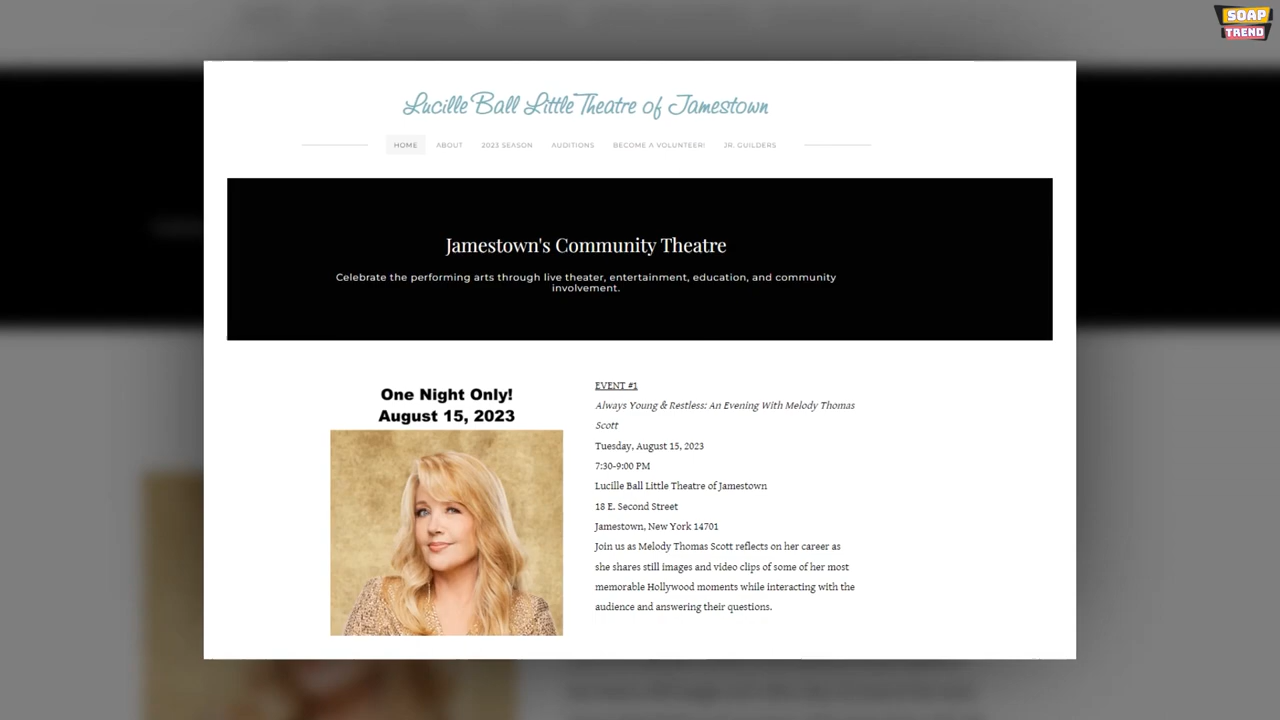 SOAP
TREND
Lucille Ball Little Theatre of Jamestown
HOME ABOUT 2023 SEASON AUDITIONS BECOME A VOLUNTEER! JR. GUILDERS
Jamestown's Community Theatre
Celebrate the performing arts through live theater, entertainment, education, and community
involvement.
One Night Only!
August 15, 2023
EVENT #1
Always Young & Restless: An Evening With Melody Thomas
Scott
Tuesday, August 15, 2023
7:30-9:00 PM
Lucille Ball Little Theatre of Jamestown
18 E. Second Street
Jamestown, New York 14701
Join us as Melody Thomas Scott reflects on her career as
she shares still images and video clips of some of her most
memorable Hollywood moments while interacting with the
audience and answering their questions.